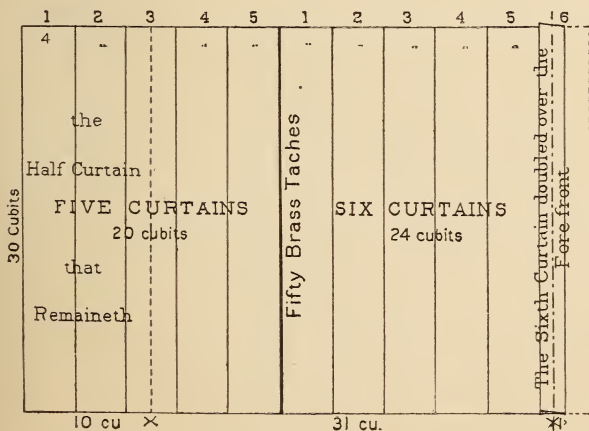 1 2 3 4 5 1 2 3 4 5 6
4 " " " " " " " " "
the
Half Curtain
FIVE CURTAINS
20 cubits
that
Remaineth
30 Cubits
Fifty Brass Taches
SIX CURTAINS
24 cubits
The Sixth Curtain doubled over the
Forefront
10 cu
31 cu.